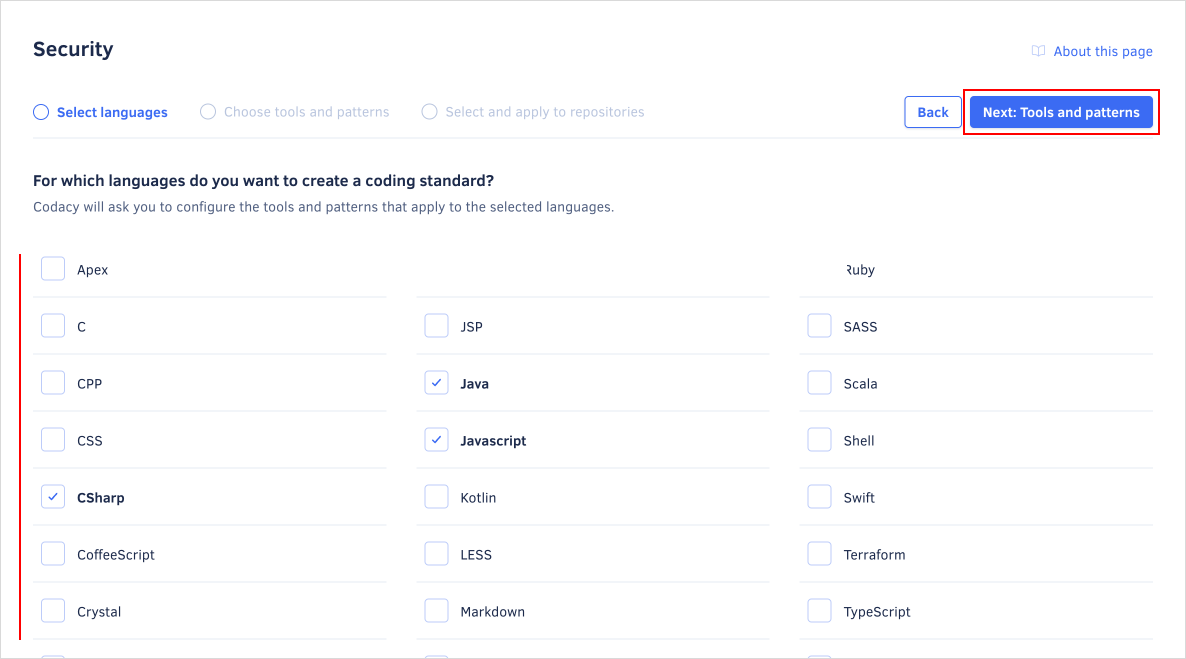 Security
About this page
Select languages
Choose tools and patterns
Select and apply to repositories
Back
Next: Tools and patterns
For which languages do you want to create a coding standard?
Codacy will ask you to configure the tools and patterns that apply to the selected languages.
Apex
Ruby
C
JSP
SASS
CPP
Java
Scala
CSS
Javascript
Shell
CSharp
Kotlin
Swift
CoffeeScript
LESS
Terraform
Crystal
Markdown
TypeScript